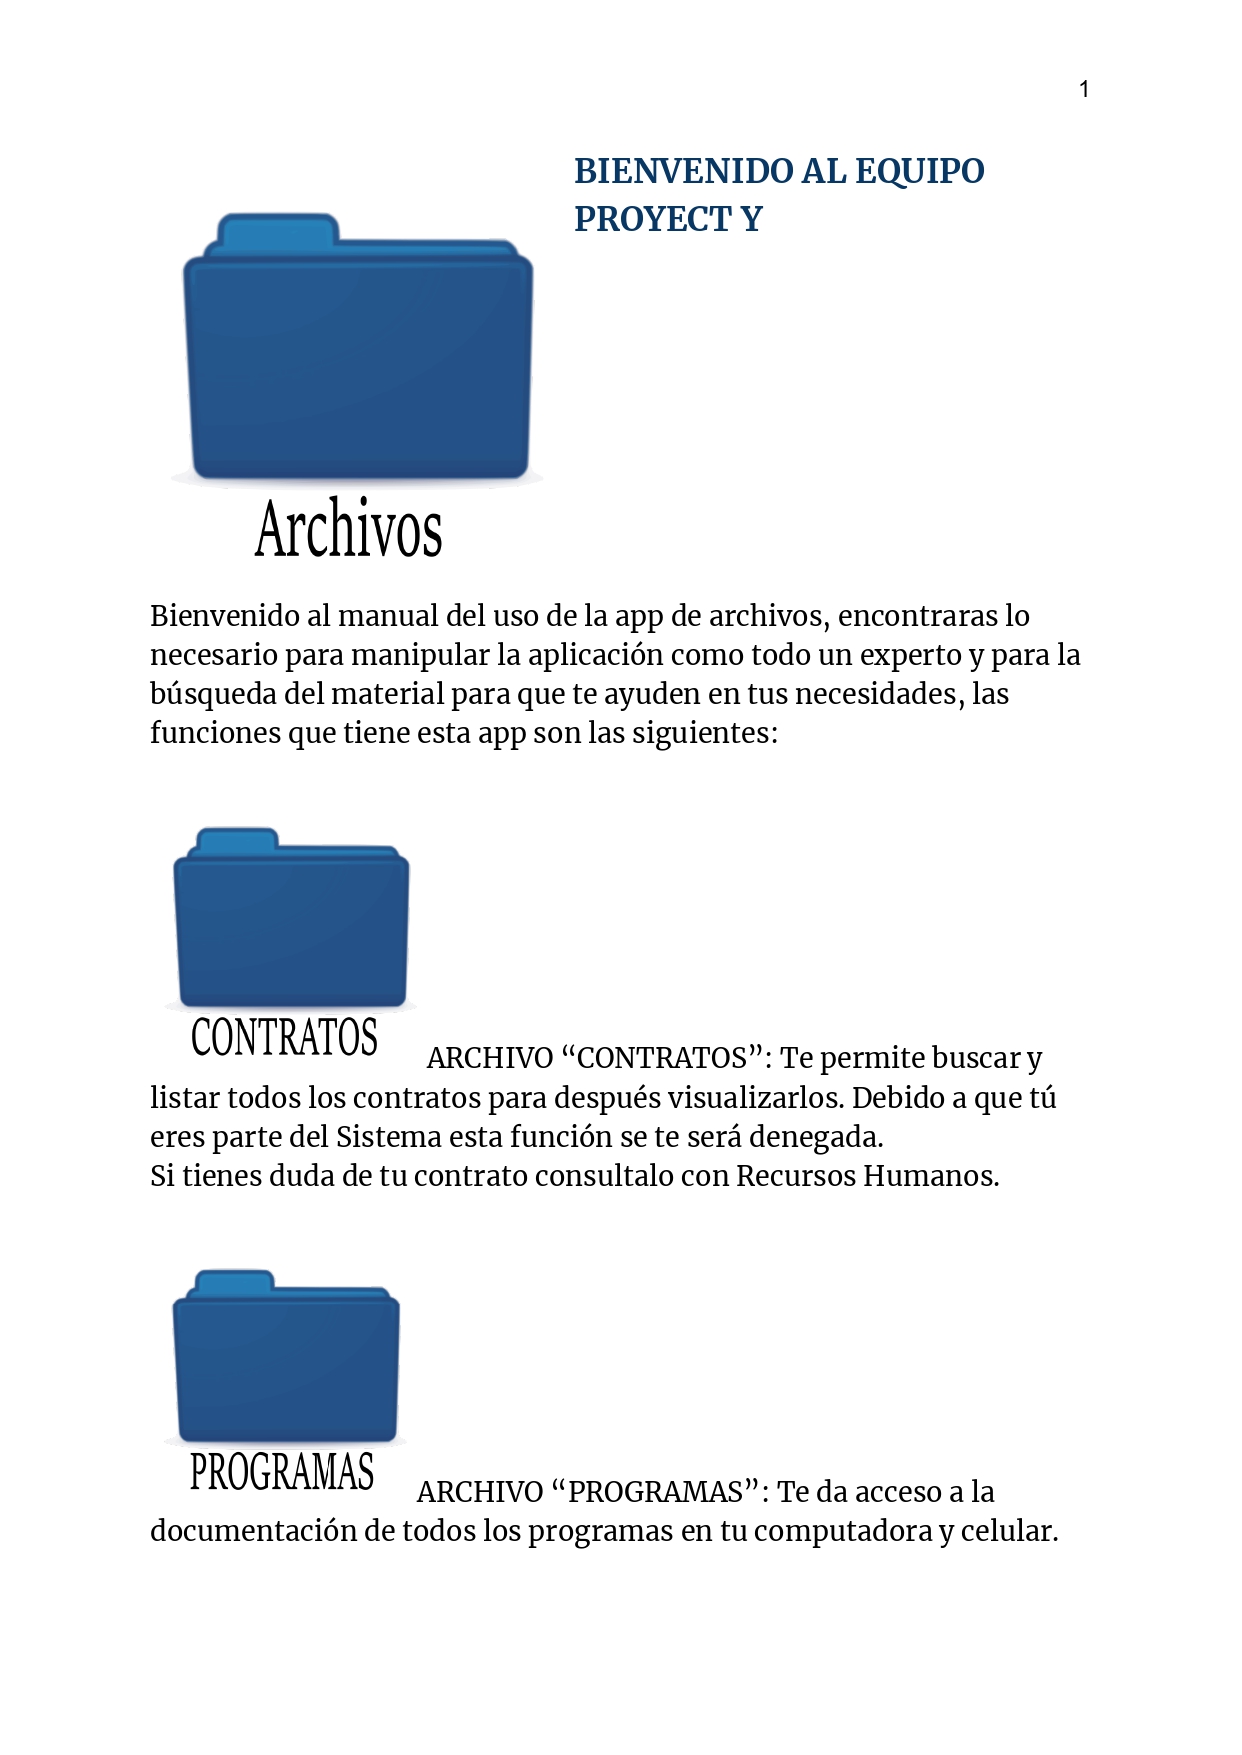 1
BIENVENIDO AL EQUIPO
PROYECT Y
Archivos
Bienvenido al manual del uso de la app de archivos, encontraras lo
necesario para manipular la aplicación como todo un experto y para la
búsqueda del material para que te ayuden en tus necesidades, las
funciones que tiene esta app son las siguientes:
CONTRATOS
ARCHIVO “CONTRATOS”: Te permite buscar y
listar todos los contratos para después visualizarlos. Debido a que tú
eres parte del Sistema esta función se te será denegada.
Si tienes duda de tu contrato consultalo con Recursos Humanos.
PROGRAMAS
ARCHIVO “PROGRAMAS”: Te da acceso a la
documentación de todos los programas en tu computadora y celular.